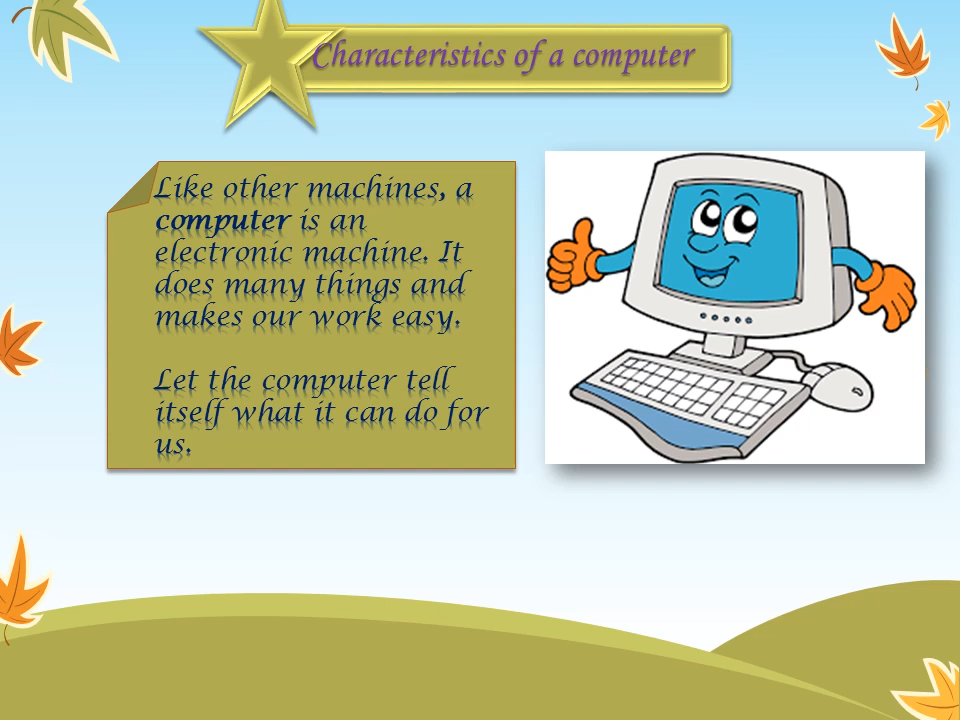 Characteristics of a computer
Like other machines, a
computer is an
electronic machine. It
does many things and
makes our work easy.
Let the computer tell
itself what it can do for
us.